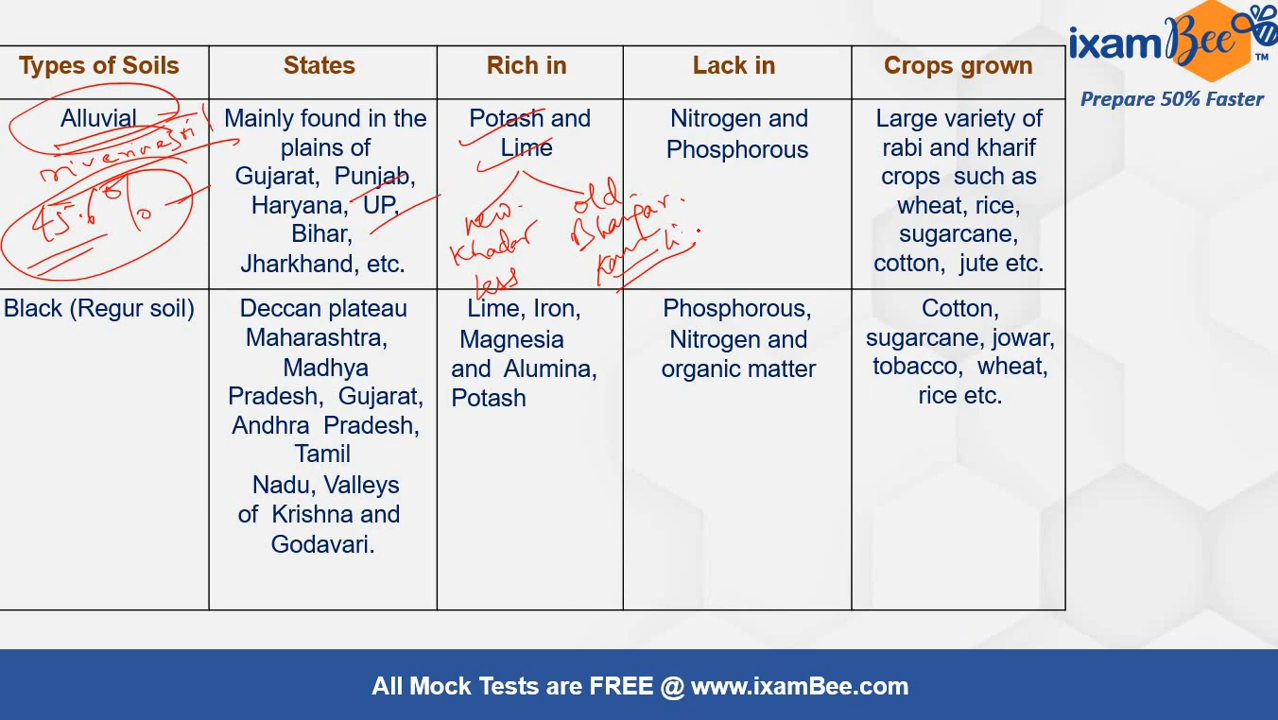 ixamBee™
Prepare 50% Faster
Types of Soils
States
Rich in
Lack in
Crops grown
Alluvial
riverine soil
45.6%
Mainly found in the
plains of
Gujarat, Punjab,
Haryana, UP,
Bihar,
Jharkhand, etc.
Potash and
Lime
new.
Khadar
less
old
Bhangar.
Nitrogen and
Phosphorous
Large variety of
rabi and kharif
crops such as
wheat, rice,
sugarcane,
cotton, jute etc.
Black (Regur soil)
Deccan plateau
Maharashtra,
Madhya
Pradesh, Gujarat,
Andhra Pradesh,
Tamil
Nadu, Valleys
of Krishna and
Godavari.
Lime, Iron,
Magnesia
and Alumina,
Potash
Phosphorous,
Nitrogen and
organic matter
Cotton,
sugarcane, jowar,
tobacco, wheat,
rice etc.
All Mock Tests are FREE @ www.ixamBee.com